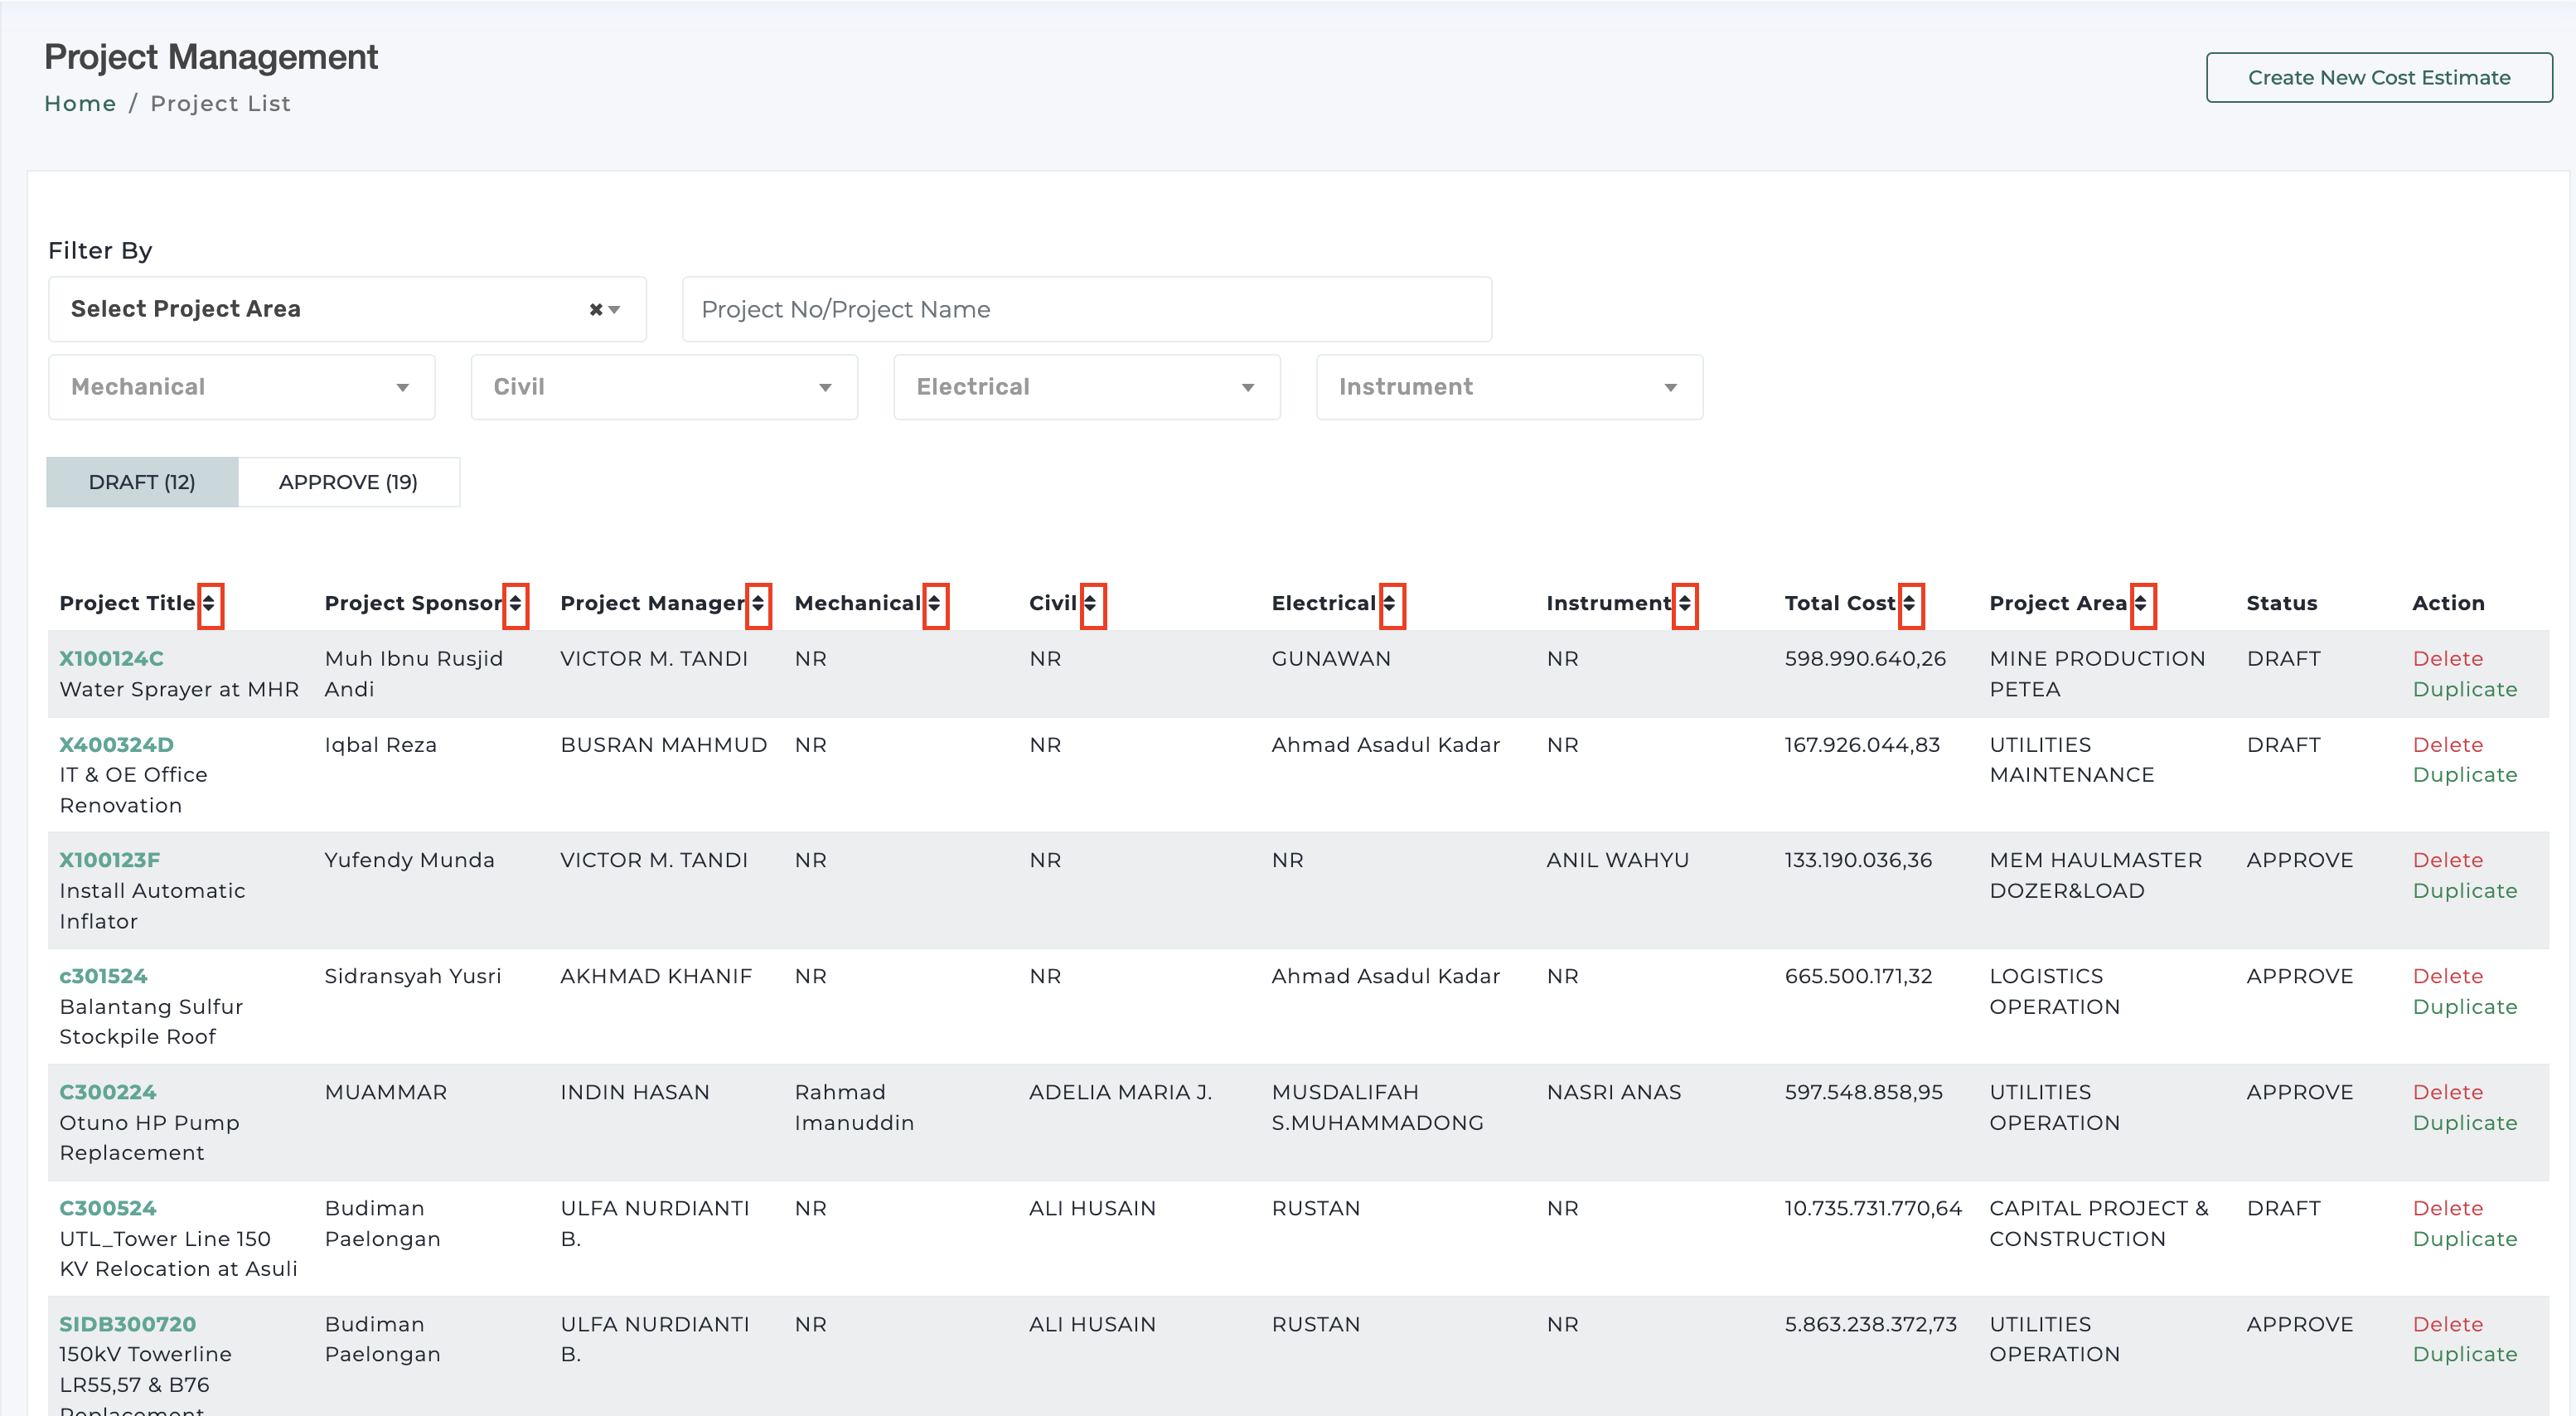 Project Management
Create New Cost Estimate
Home / Project List
Filter By
Select Project Area
Project No/Project Name
Mechanical Civil Electrical Instrument
DRAFT (12) APPROVE (19)
Project Title Project Sponsor Project Manager Mechanical Civil Electrical Instrument Total Cost Project Area Status Action
X100124C Muh Ibnu Rusjid VICTOR M. TANDI NR NR GUNAWAN NR 598.990.640,26 MINE PRODUCTION DRAFT Delete
Water Sprayer at MHR Andi PETEA Duplicate
X400324D Iqbal Reza BUSRAN MAHMUD NR NR Ahmad Asadul Kadar NR 167.926.044,83 UTILITIES DRAFT Delete
IT & OE Office MAINTENANCE Duplicate
Renovation
X100123F Yufendy Munda VICTOR M. TANDI NR NR NR ANIL WAHYU 133.190.036,36 MEM HAULMASTER APPROVE Delete
Install Automatic DOZER&LOAD Duplicate
Inflator
c301524 Sidransyah Yusri AKHMAD KHANIF NR NR Ahmad Asadul Kadar NR 665.500.171,32 LOGISTICS APPROVE Delete
Balantang Sulfur OPERATION Duplicate
Stockpile Roof
C300224 MUAMMAR INDIN HASAN Rahmad ADELIA MARIA J. MUSDALIFAH NASRI ANAS 597.548.858,95 UTILITIES APPROVE Delete
Otuno HP Pump Imanuddin S.MUHAMMADONG OPERATION Duplicate
Replacement
C300524 Budiman ULFA NURDIANTI NR ALI HUSAIN RUSTAN NR 10.735.731.770,64 CAPITAL PROJECT & DRAFT Delete
UTL_Tower Line 150 Paelongan B. CONSTRUCTION Duplicate
KV Relocation at Asuli
SIDB300720 Budiman ULFA NURDIANTI NR ALI HUSAIN RUSTAN NR 5.863.238.372,73 UTILITIES APPROVE Delete
150kV Towerline Paelongan B. OPERATION Duplicate
LR55,57 & B76
Replacement